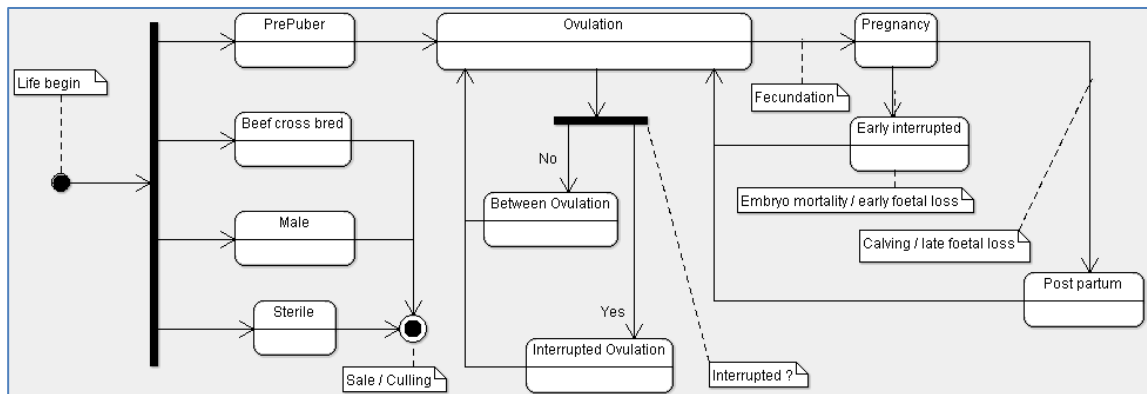 PrePuber
Ovulation
Pregnancy
Life begin
Fecundation
Beef cross bred
Early interrupted
No
Between Ovulation
Embryo mortality / early foetal loss
Male
Calving / late foetal loss
Post partum
Sterile
Yes
Interrupted Ovulation
Sale / Culling
Interrupted ?